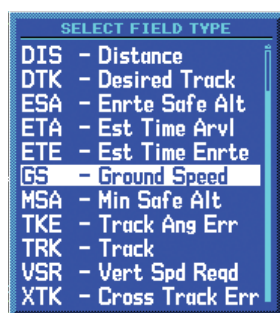 SELECT FIELD TYPE
DIS – Distance
DTK – Desired Track
ESA – Enrte Safe Alt
ETA – Est Time Arvl
ETE – Est Time Enrte
GS – Ground Speed
MSA – Min Safe Alt
TKE – Track Ang Err
TRK – Track
VSR – Vert Spd Reqd
XTK – Cross Track Err